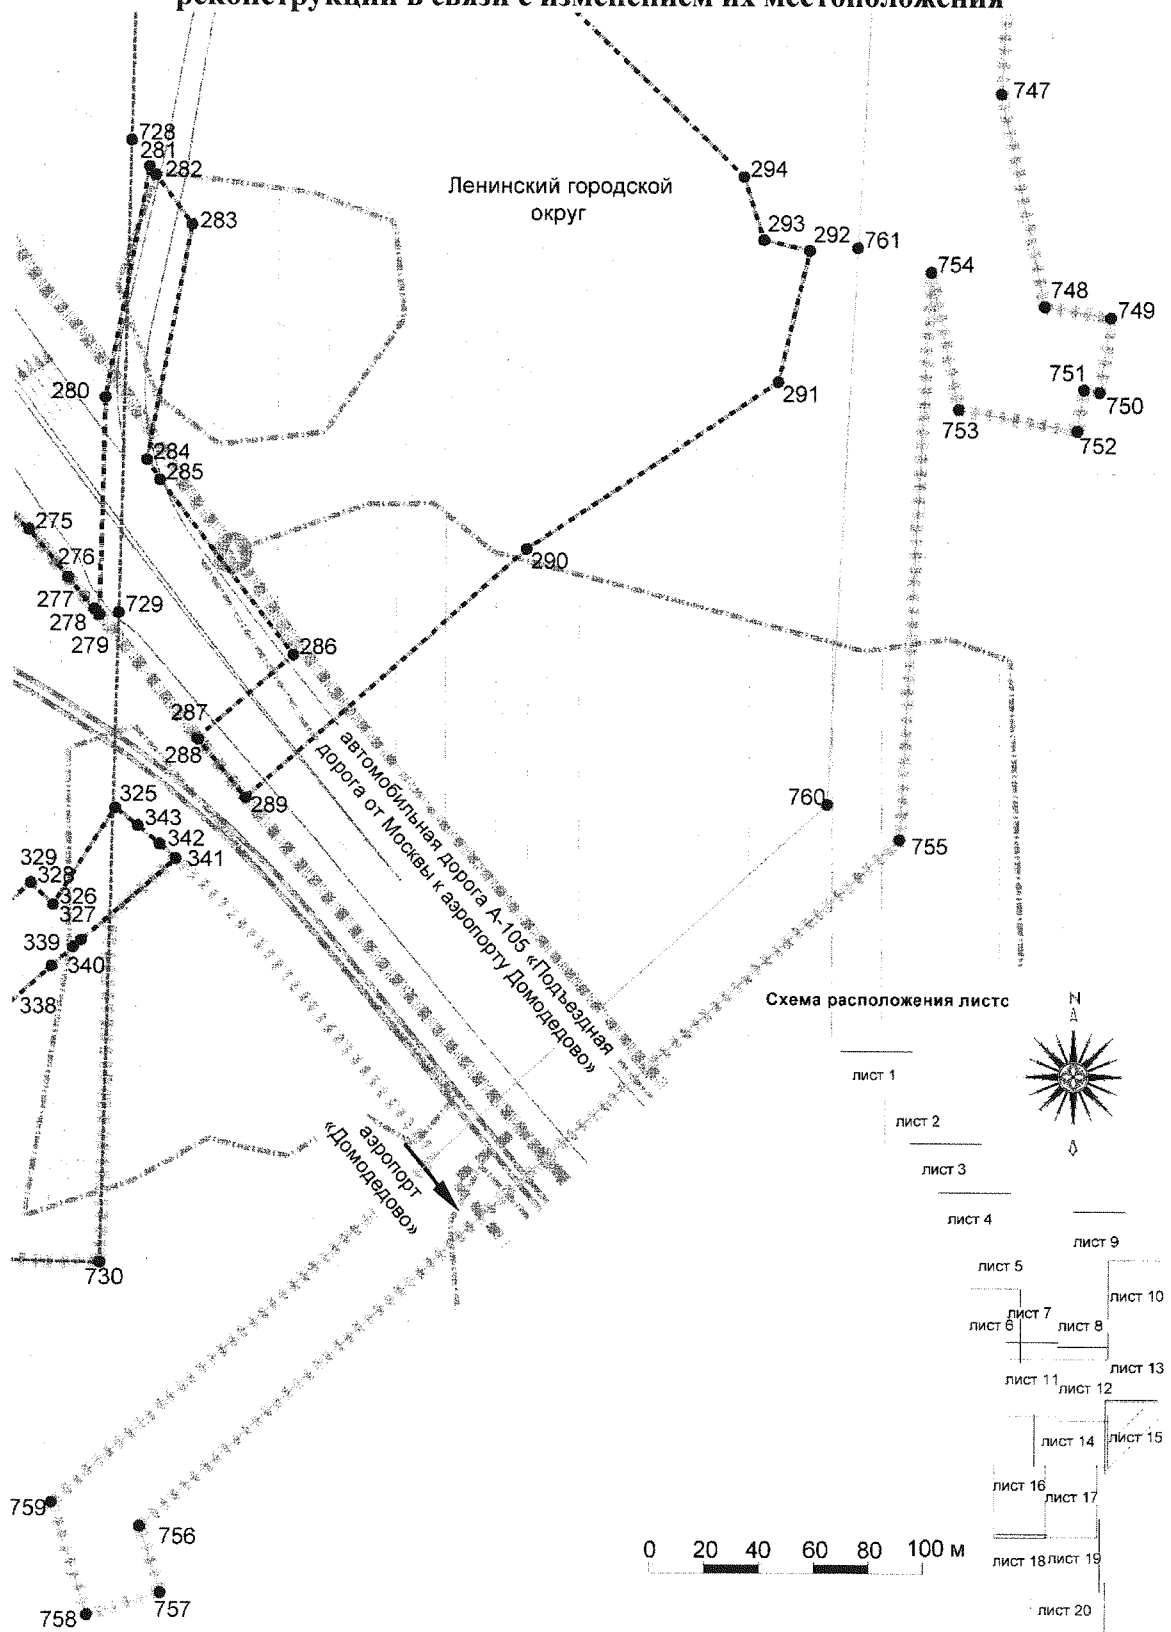 реконструкции в связи с изменением их местоположения
747
728
281
282
294
Ленинский городской
округ
283
293
292
761
754
748
749
280
751
750
291
753
752
284
285
275
276
290
277
729
278
279
286
287
288
автомобильная дорога А-105 «Подъездная
дорога от Москвы к аэропорту Домодедово»
289
760
325
343
342
755
329
341
328
326
327
339
340
338
Схема расположения листс
N
лист 1
лист 2
аэропорт
«Домодедово»
лист 3
лист 4
лист 9
730
лист 5
лист 10
лист 7
лист 6
лист 8
лист 13
лист 11
лист 12
лист 14
лист 15
лист 16
759
лист 17
756
0 20 40 60 80 100 м
лист 18
лист 19
757
758
лист 20